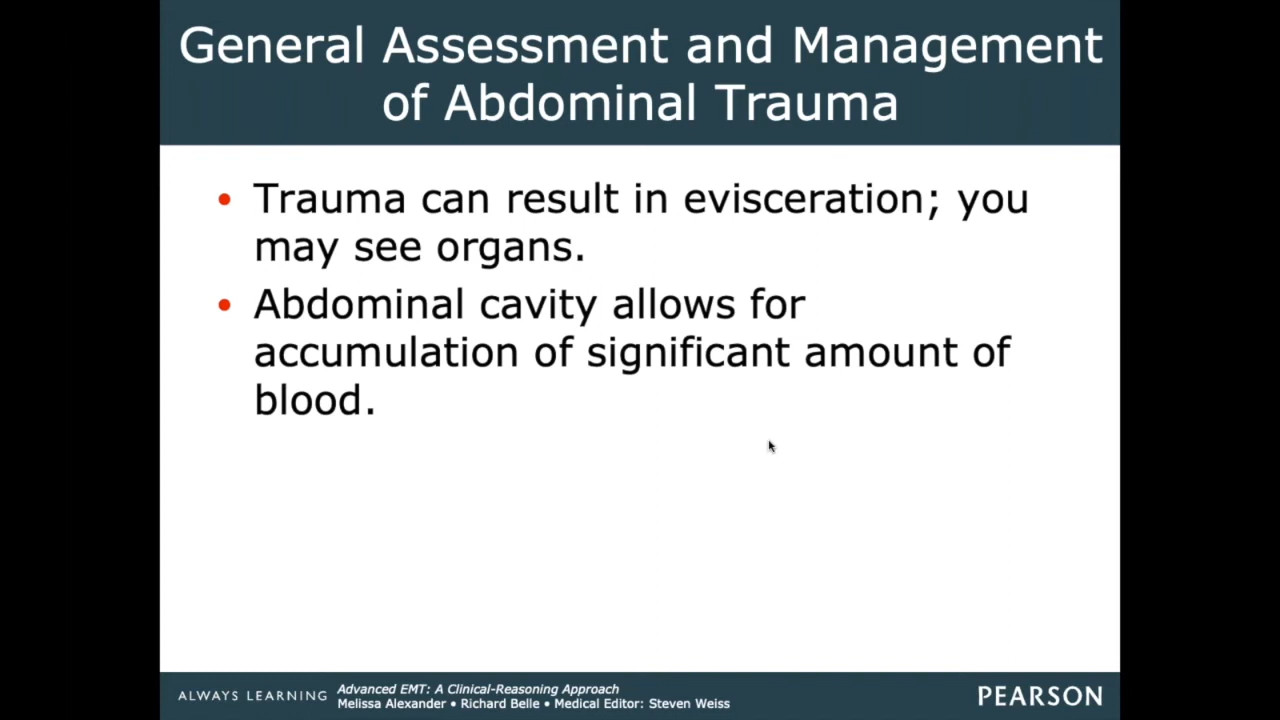 General Assessment and Management
of Abdominal Trauma
• Trauma can result in evisceration; you
may see organs.
• Abdominal cavity allows for
accumulation of significant amount of
blood.
ALWAYS LEARNING
Advanced EMT: A Clinical-Reasoning Approach
Melissa Alexander • Richard Belle • Medical Editor: Steven Weiss
PEARSON